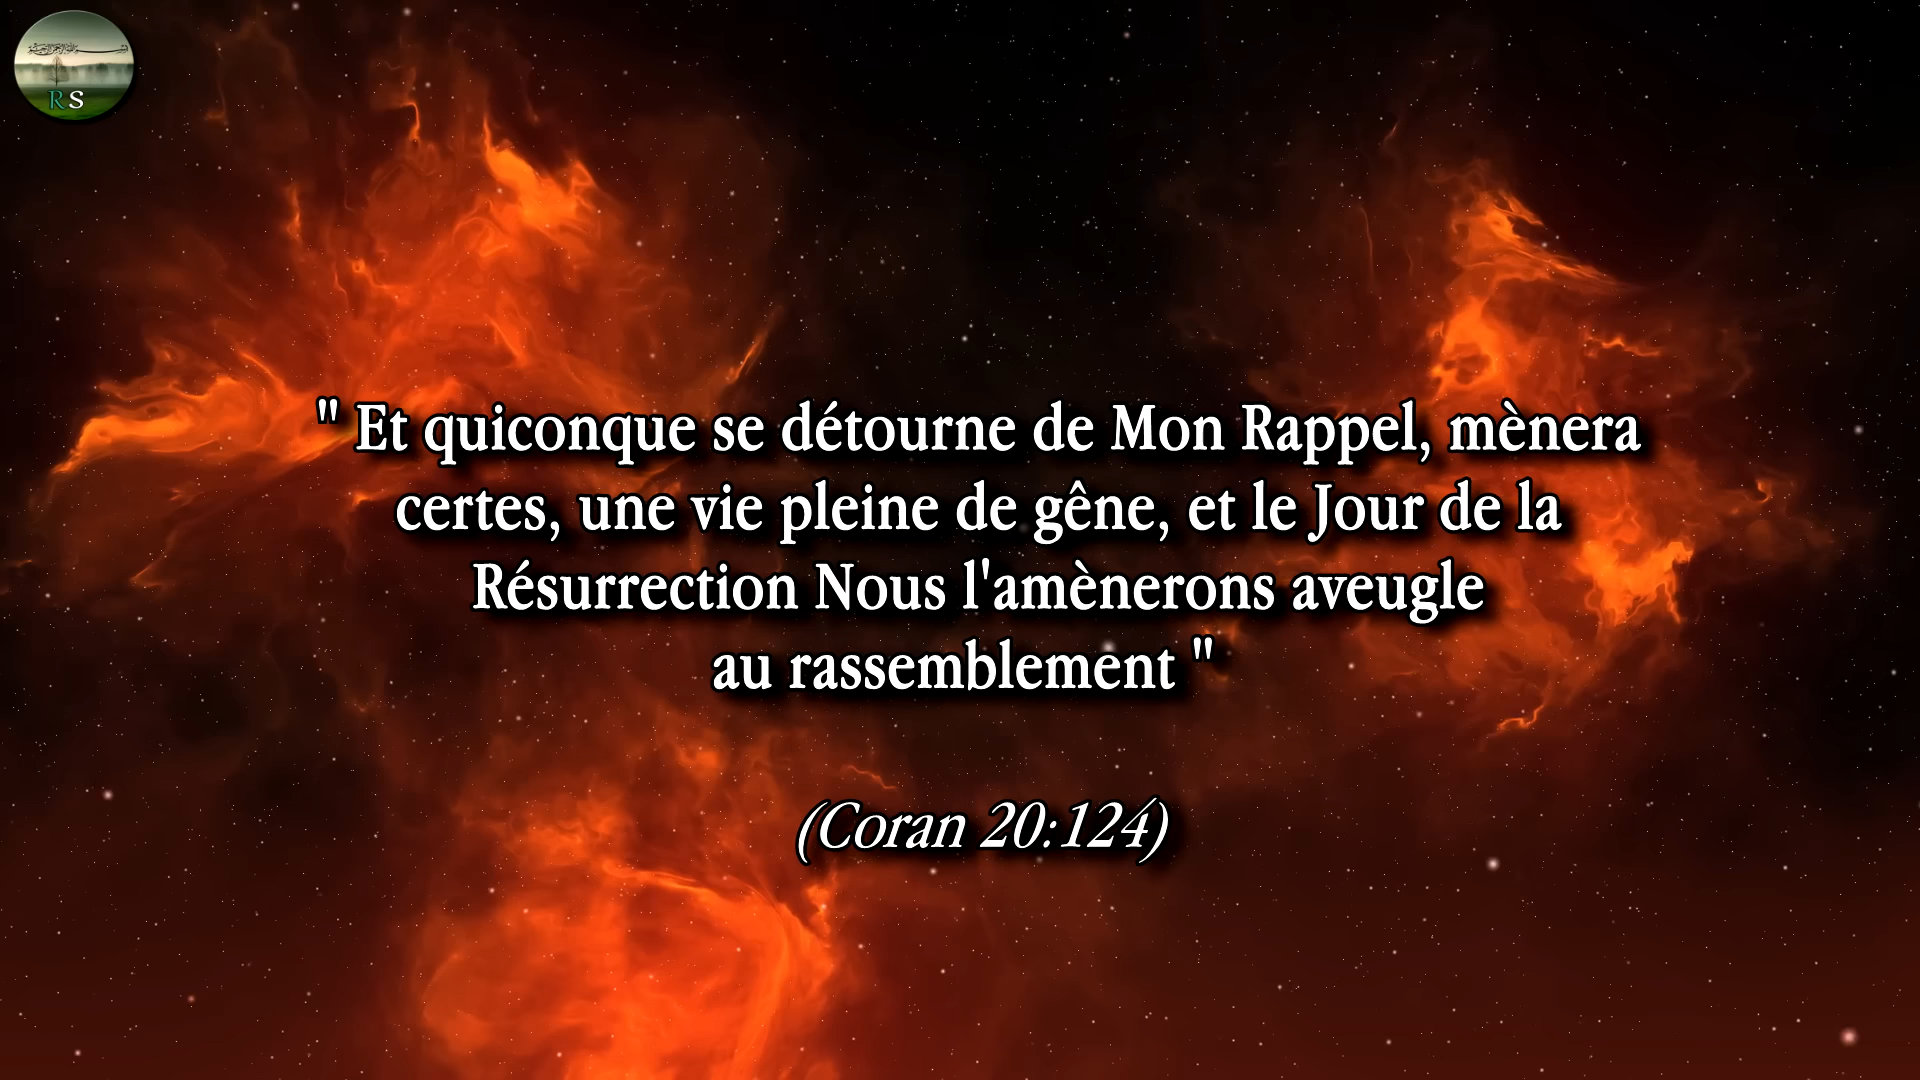 RS
" Et quiconque se détourne de Mon Rappel, mènera
certes, une vie pleine de gêne, et le Jour de la
Résurrection Nous l'amènerons aveugle
au rassemblement "
(Coran 20:124)